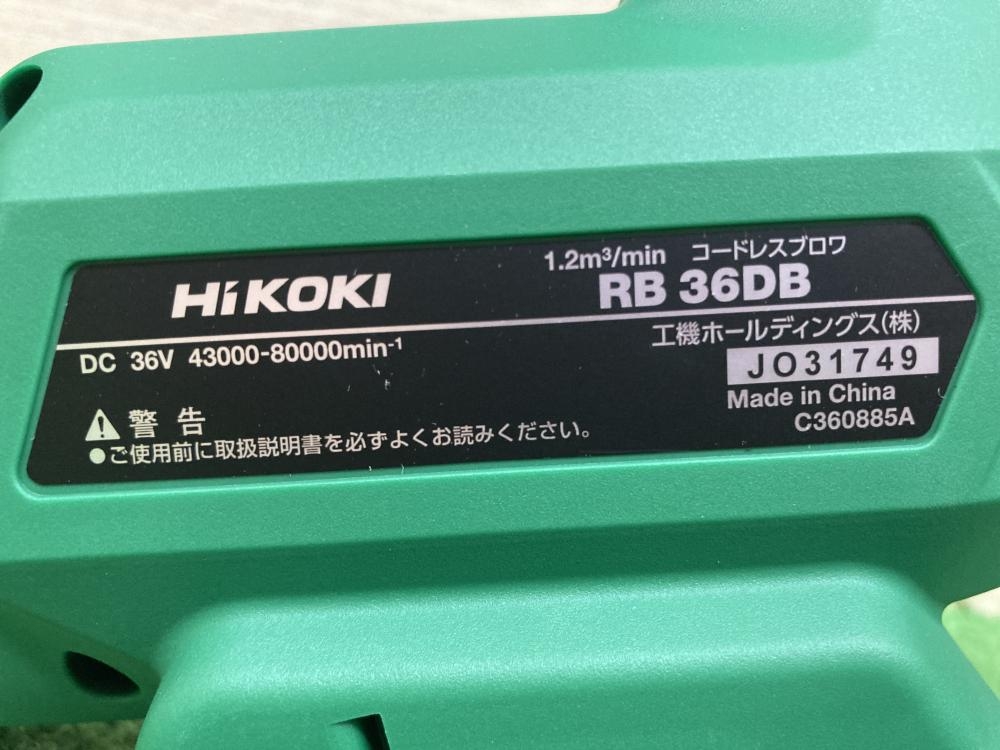 HiKOKI
1.2m³/min コードレスブロワ
RB 36DB
DC 36V 43000-80000min⁻¹
工機ホールディングス(株)
JO31749
Made in China
C360885A
警告
●ご使用前に取扱説明書を必ずよくお読みください。